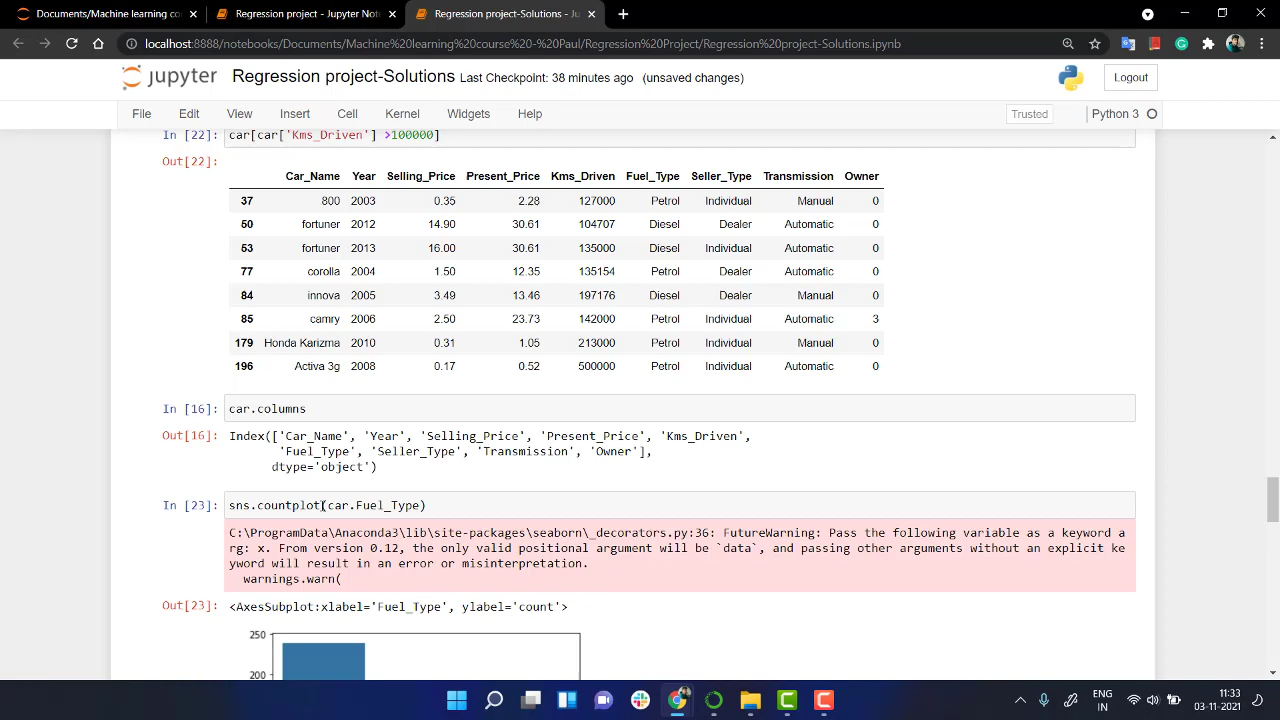 Documents/Machine learning co
Regression project - Jupyter Not
Regression project-Solutions - Ju
localhost:8888/notebooks/Documents/Machine%20learning%20course%20-%20Paul/Regression%20Project/Regression%20project-Solutions.ipynb
jupyter Regression project-Solutions Last Checkpoint: 38 minutes ago (unsaved changes) Logout
File Edit View Insert Cell Kernel Widgets Help Trusted Python 3
In [22]: car[car['Kms_Driven'] >100000]
Out[22]:
Car_Name Year Selling_Price Present_Price Kms_Driven Fuel_Type Seller_Type Transmission Owner
37 800 2003 0.35 2.28 127000 Petrol Individual Manual 0
50 fortuner 2012 14.90 30.61 104707 Diesel Dealer Automatic 0
53 fortuner 2013 16.00 30.61 135000 Diesel Individual Automatic 0
77 corolla 2004 1.50 12.35 135154 Petrol Dealer Automatic 0
84 innova 2005 3.49 13.46 197176 Diesel Dealer Manual 0
85 camry 2006 2.50 23.73 142000 Petrol Individual Automatic 3
179 Honda Karizma 2010 0.31 1.05 213000 Petrol Individual Manual 0
196 Activa 3g 2008 0.17 0.52 500000 Petrol Individual Automatic 0
In [16]: car.columns
Out[16]: Index(['Car_Name', 'Year', 'Selling_Price', 'Present_Price', 'Kms_Driven',
'Fuel_Type', 'Seller_Type', 'Transmission', 'Owner'],
dtype='object')
In [23]: sns.countplot(car.Fuel_Type)
C:\ProgramData\Anaconda3\lib\site-packages\seaborn\_decorators.py:36: FutureWarning: Pass the following variable as a keyword a
rg: x. From version 0.12, the only valid positional argument will be `data`, and passing other arguments without an explicit ke
yword will result in an error or misinterpretation.
warnings.warn(
Out[23]: <AxesSubplot:xlabel='Fuel_Type', ylabel='count'>
250
200
ENG
IN
11:33
03-11-2021